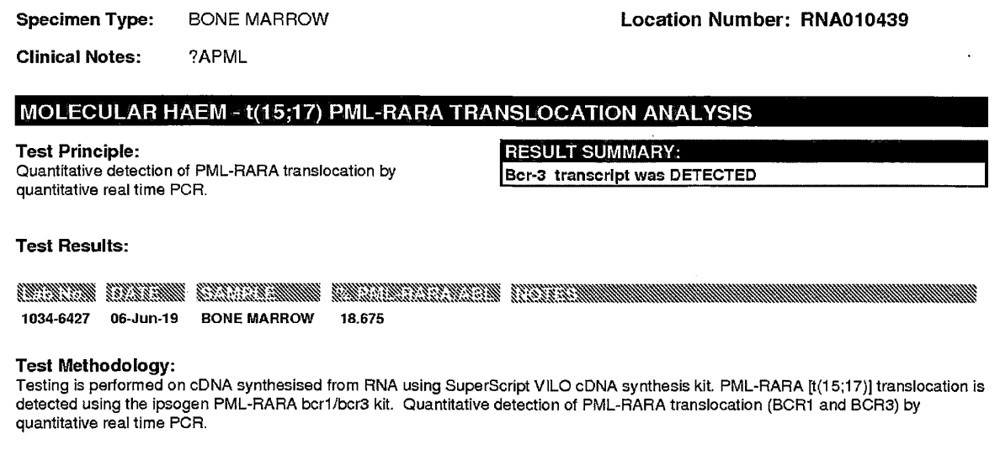 Specimen Type: BONE MARROW Location Number: RNA010439
Clinical Notes: ?APML
MOLECULAR HAEM - t(15;17) PML-RARA TRANSLOCATION ANALYSIS
Test Principle:
Quantitative detection of PML-RARA translocation by
quantitative real time PCR.
RESULT SUMMARY:
Bcr-3 transcript was DETECTED
Test Results:
Lab No. DATE SAMPLE % PML-RARA/ABL NOTES
1034-6427 06-Jun-19 BONE MARROW 18.675
Test Methodology:
Testing is performed on cDNA synthesised from RNA using SuperScript VILO cDNA synthesis kit. PML-RARA [t(15;17)] translocation is
detected using the ipsogen PML-RARA bcr1/bcr3 kit. Quantitative detection of PML-RARA translocation (BCR1 and BCR3) by
quantitative real time PCR.